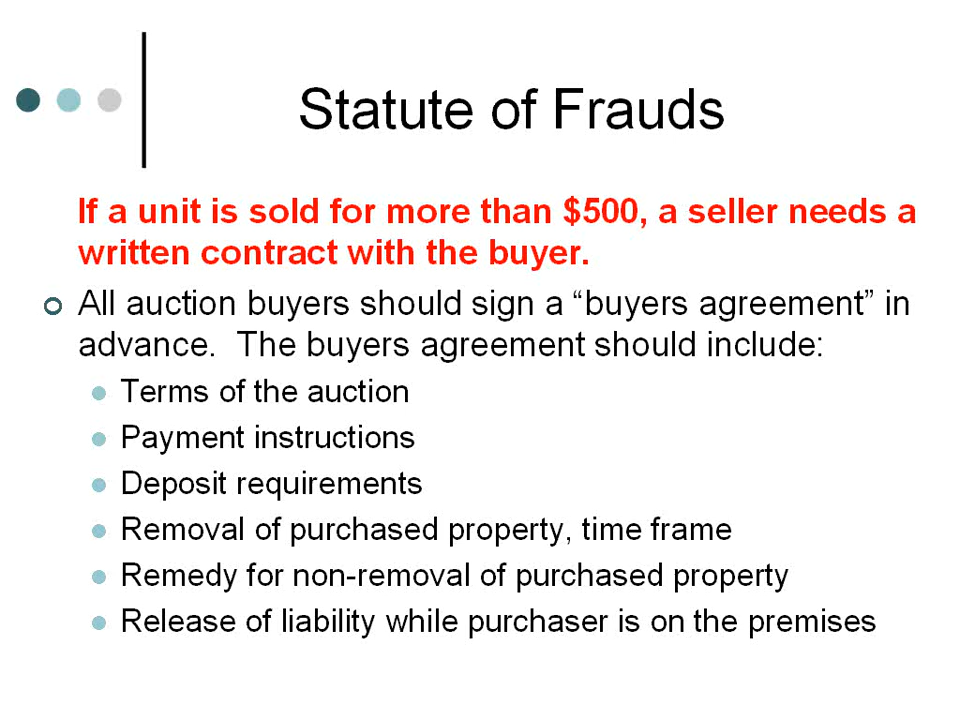 Statute of Frauds
If a unit is sold for more than $500, a seller needs a
written contract with the buyer.
All auction buyers should sign a “buyers agreement” in
advance.  The buyers agreement should include:
Terms of the auction
Payment instructions
Deposit requirements
Removal of purchased property, time frame
Remedy for non-removal of purchased property
Release of liability while purchaser is on the premises